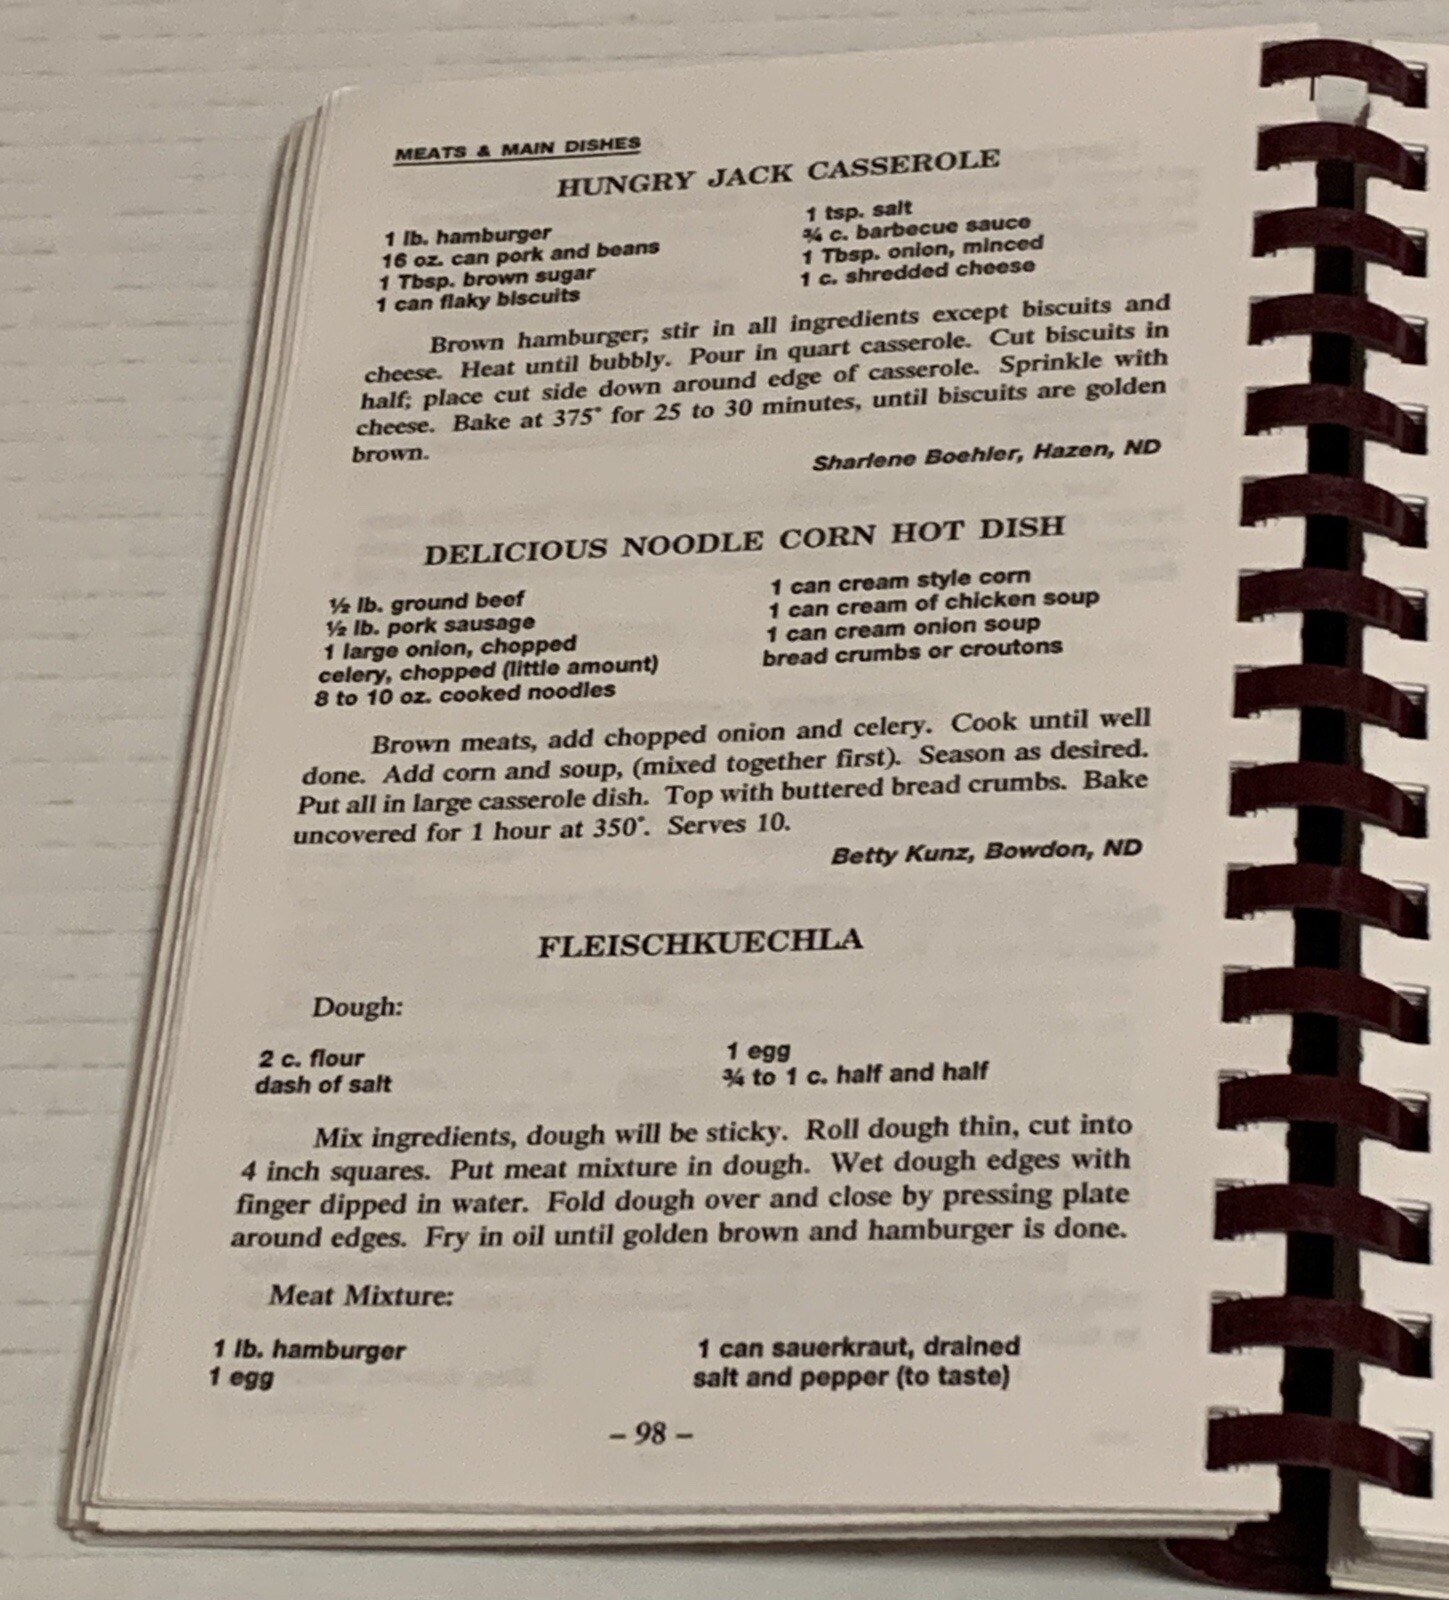 MEATS & MAIN DISHES
HUNGRY JACK CASSEROLE
1 lb. hamburger
16 oz. can pork and beans
1 Tbsp. brown sugar
1 can flaky biscuits
1 tsp. salt
¾ c. barbecue sauce
1 Tbsp. onion, minced
1 c. shredded cheese
Brown hamburger; stir in all ingredients except biscuits and
cheese. Heat until bubbly. Pour in quart casserole. Cut biscuits in
half; place cut side down around edge of casserole. Sprinkle with
cheese. Bake at 375° for 25 to 30 minutes, until biscuits are golden
brown.
Sharlene Boehler, Hazen, ND
DELICIOUS NOODLE CORN HOT DISH
½ lb. ground beef
½ lb. pork sausage
1 large onion, chopped
celery, chopped (little amount)
8 to 10 oz. cooked noodles
1 can cream style corn
1 can cream of chicken soup
1 can cream onion soup
bread crumbs or croutons
Brown meats, add chopped onion and celery. Cook until well
done. Add corn and soup, (mixed together first). Season as desired.
Put all in large casserole dish. Top with buttered bread crumbs. Bake
uncovered for 1 hour at 350°. Serves 10.
Betty Kunz, Bowdon, ND
FLEISCHKUECHLA
Dough:
2 c. flour
dash of salt
1 egg
¾ to 1 c. half and half
Mix ingredients, dough will be sticky. Roll dough thin, cut into
4 inch squares. Put meat mixture in dough. Wet dough edges with
finger dipped in water. Fold dough over and close by pressing plate
around edges. Fry in oil until golden brown and hamburger is done.
Meat Mixture:
1 lb. hamburger
1 egg
1 can sauerkraut, drained
salt and pepper (to taste)
– 98 –